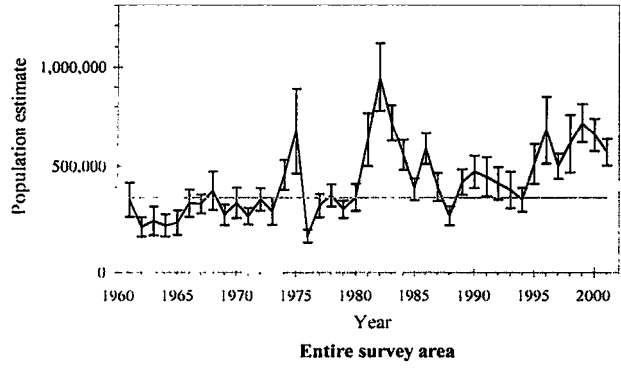 Population estimate
1,000,000
500,000
0
1960 1965 1970 1975 1980 1985 1990 1995 2000
Year
Entire survey area